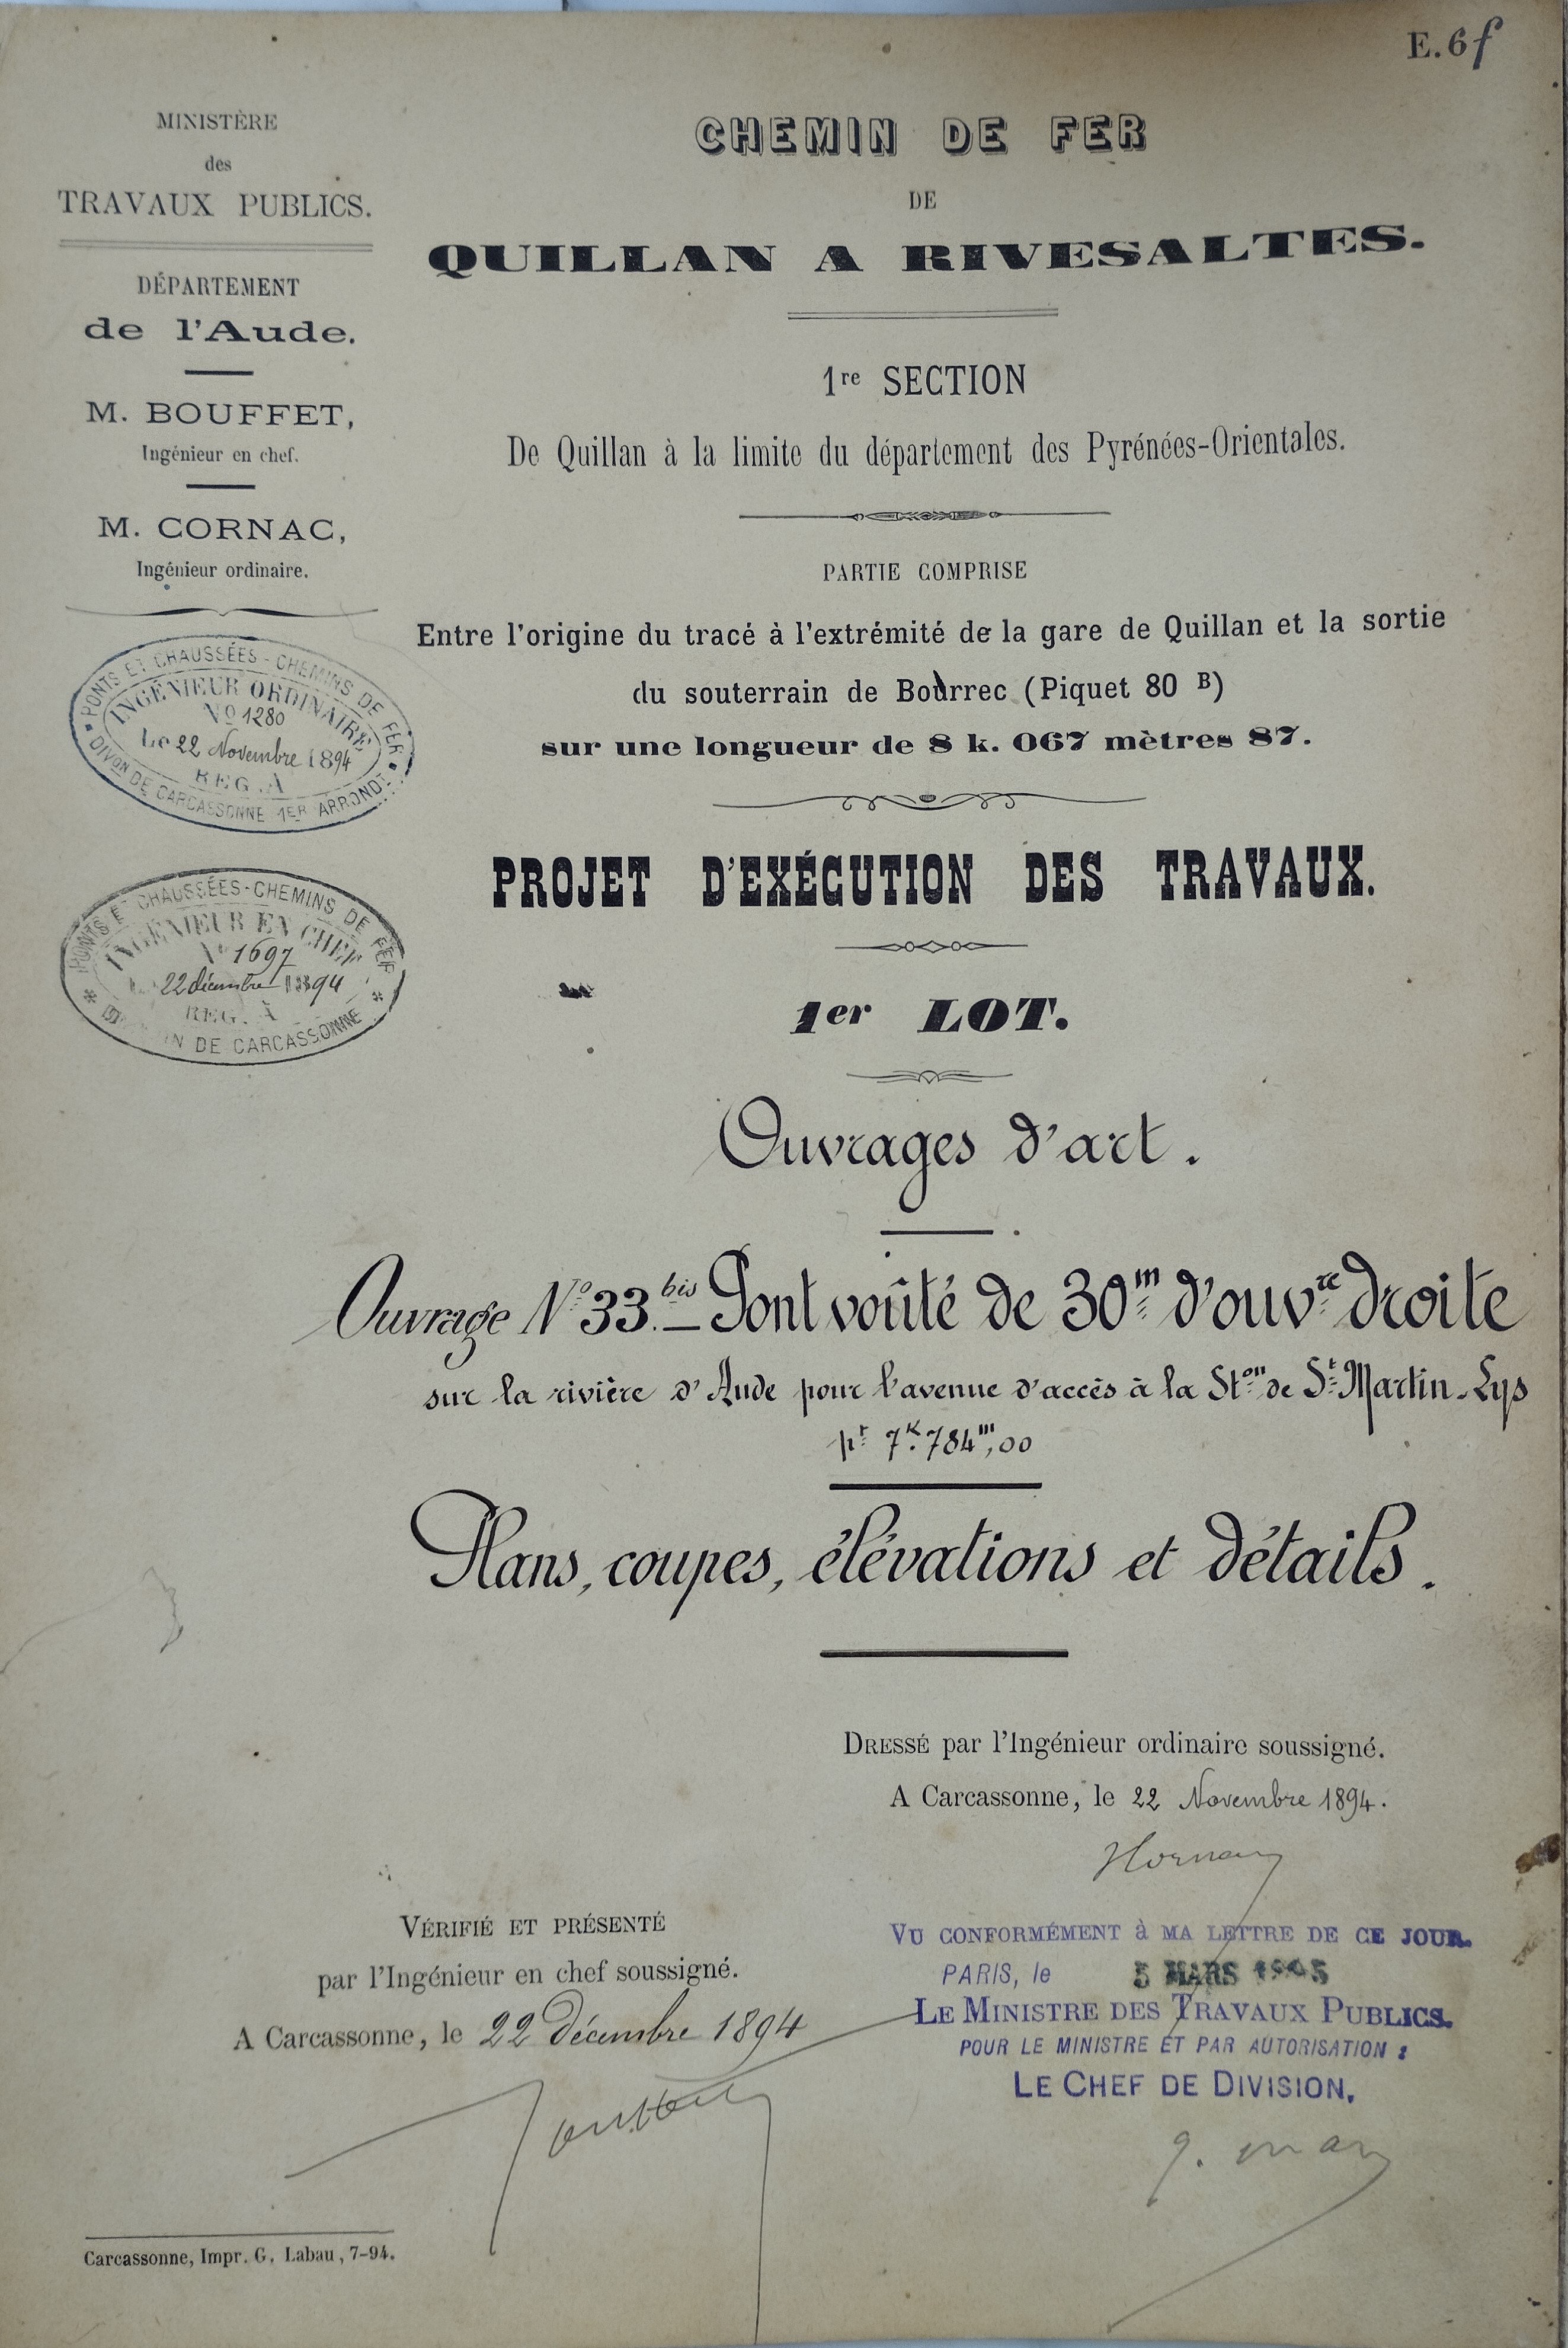 E. 6 f
MINISTÈRE
des
TRAVAUX PUBLICS.
DÉPARTEMENT
de l'Aude.
M. BOUFFET,
Ingénieur en chef.
M. CORNAC,
Ingénieur ordinaire.
PONTS ET CHAUSSÉES - CHEMINS DE FER
INGÉNIEUR ORDINAIRE
No 1280
Le 22 Novembre 1894
REG. A
DIVon DE CARCASSONNE 1ER ARRONDt
PONTS ET CHAUSSÉES - CHEMINS DE FER
INGÉNIEUR EN CHEF
No 1697
22 décembre 1894
REG. A
DE CARCASSONNE
CHEMIN DE FER
DE
QUILLAN A RIVESALTES.
1re SECTION
De Quillan à la limite du département des Pyrénées-Orientales.
PARTIE COMPRISE
Entre l'origine du tracé à l'extrémité de la gare de Quillan et la sortie
du souterrain de Bourrec (Piquet 80 B)
sur une longueur de 8 k. 067 mètres 87.
PROJET D'EXÉCUTION DES TRAVAUX.
1er LOT.
Ouvrages d'art.
Ouvrage No 33 bis — Pont voûté de 30m d'ouvre droite
sur la rivière d'Aude pour l'avenue d'accès à la Ston de St Martin-Lys
pt 7K.784m,00
Plans, coupes, élévations et détails.
DRESSÉ par l'Ingénieur ordinaire soussigné.
A Carcassonne, le 22 Novembre 1894.
VÉRIFIÉ ET PRÉSENTÉ
par l'Ingénieur en chef soussigné.
A Carcassonne, le 22 Décembre 1894
VU CONFORMÉMENT à MA LETTRE DE CE JOUR.
PARIS, le 5 MARS 1895
LE MINISTRE DES TRAVAUX PUBLICS.
POUR LE MINISTRE ET PAR AUTORISATION :
LE CHEF DE DIVISION,
Carcassonne, Impr. G. Labau, 7-94.